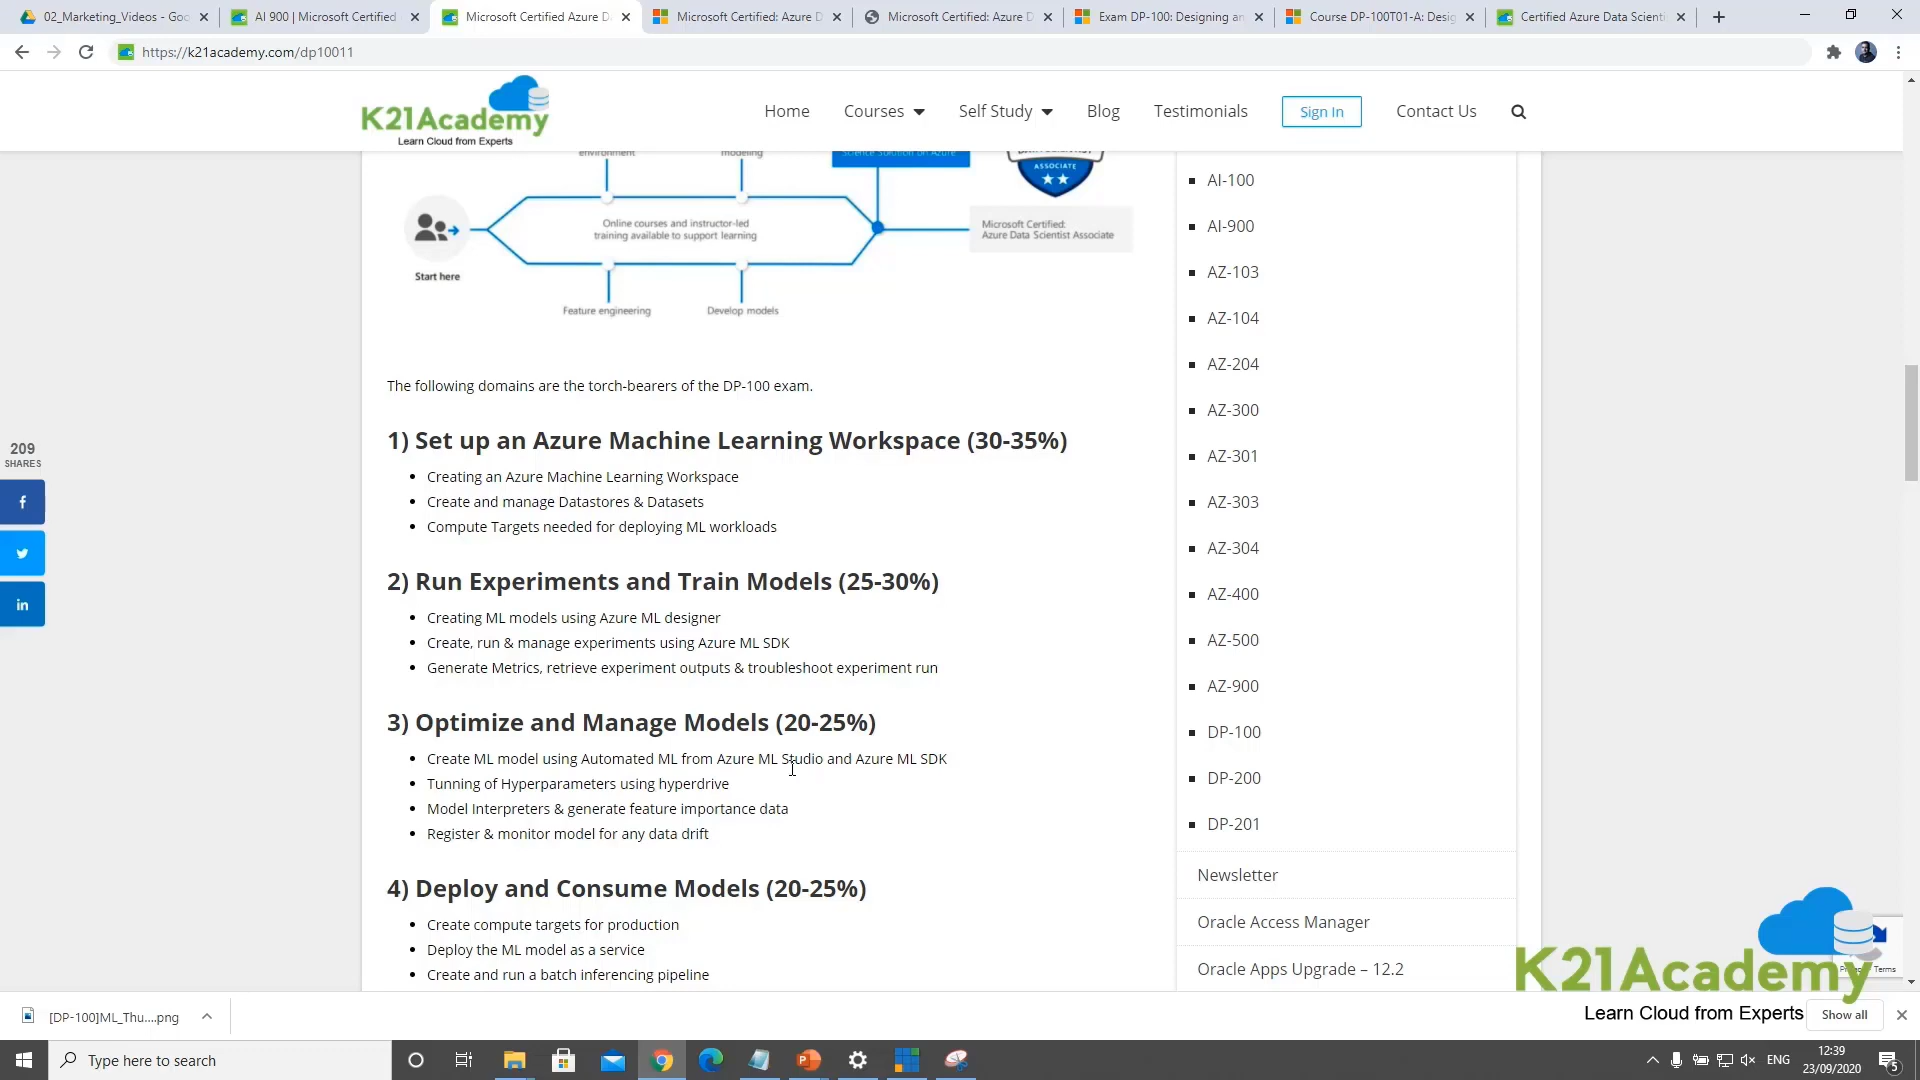 02_Marketing_Videos - Goo
AI 900 | Microsoft Certified
Microsoft Certified Azure D
Microsoft Certified: Azure D
Microsoft Certified: Azure D
Exam DP-100: Designing an
Course DP-100T01-A: Desig
Certified Azure Data Scienti
https://k21academy.com/dp10011
K21Academy
Learn Cloud from Experts
Home
Courses
Self Study
Blog
Testimonials
Sign In
Contact Us
environment
modeling
Science Solution on Azure
ASSOCIATE
Online courses and instructor-led
training available to support learning
Microsoft Certified:
Azure Data Scientist Associate
Start here
Feature engineering
Develop models
The following domains are the torch-bearers of the DP-100 exam.
1) Set up an Azure Machine Learning Workspace (30-35%)
Creating an Azure Machine Learning Workspace
Create and manage Datastores & Datasets
Compute Targets needed for deploying ML workloads
2) Run Experiments and Train Models (25-30%)
Creating ML models using Azure ML designer
Create, run & manage experiments using Azure ML SDK
Generate Metrics, retrieve experiment outputs & troubleshoot experiment run
3) Optimize and Manage Models (20-25%)
Create ML model using Automated ML from Azure ML Studio and Azure ML SDK
Tunning of Hyperparameters using hyperdrive
Model Interpreters & generate feature importance data
Register & monitor model for any data drift
4) Deploy and Consume Models (20-25%)
Create compute targets for production
Deploy the ML model as a service
Create and run a batch inferencing pipeline
209
SHARES
AI-100
AI-900
AZ-103
AZ-104
AZ-204
AZ-300
AZ-301
AZ-303
AZ-304
AZ-400
AZ-500
AZ-900
DP-100
DP-200
DP-201
Newsletter
Oracle Access Manager
Oracle Apps Upgrade – 12.2
K21Academy
Learn Cloud from Experts
Terms
[DP-100]ML_Thu....png
Show all
Type here to search
ENG
12:39
23/09/2020
5